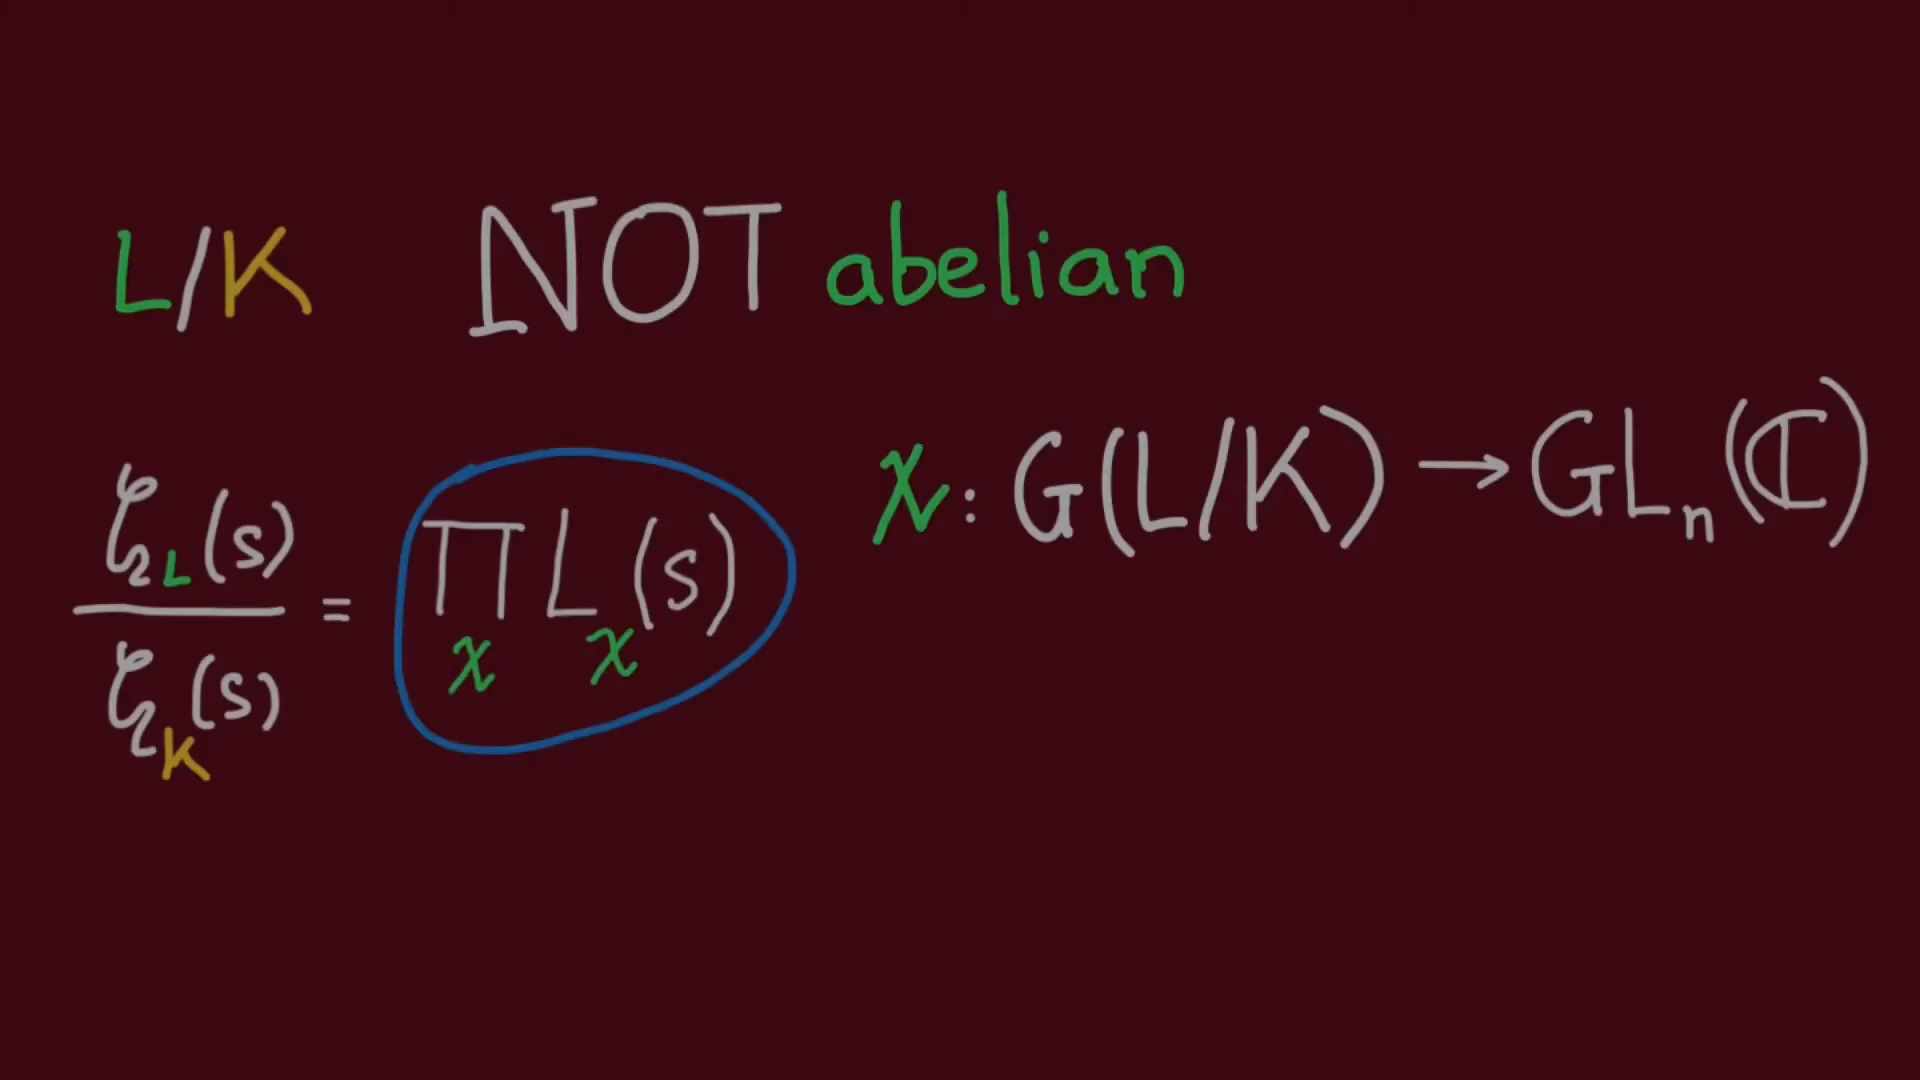 L/K NOT abelian
ζ_L(s)/ζ_K(s) = ∏_χ L_χ(s)
χ: G(L/K) → GL_n(ℂ)